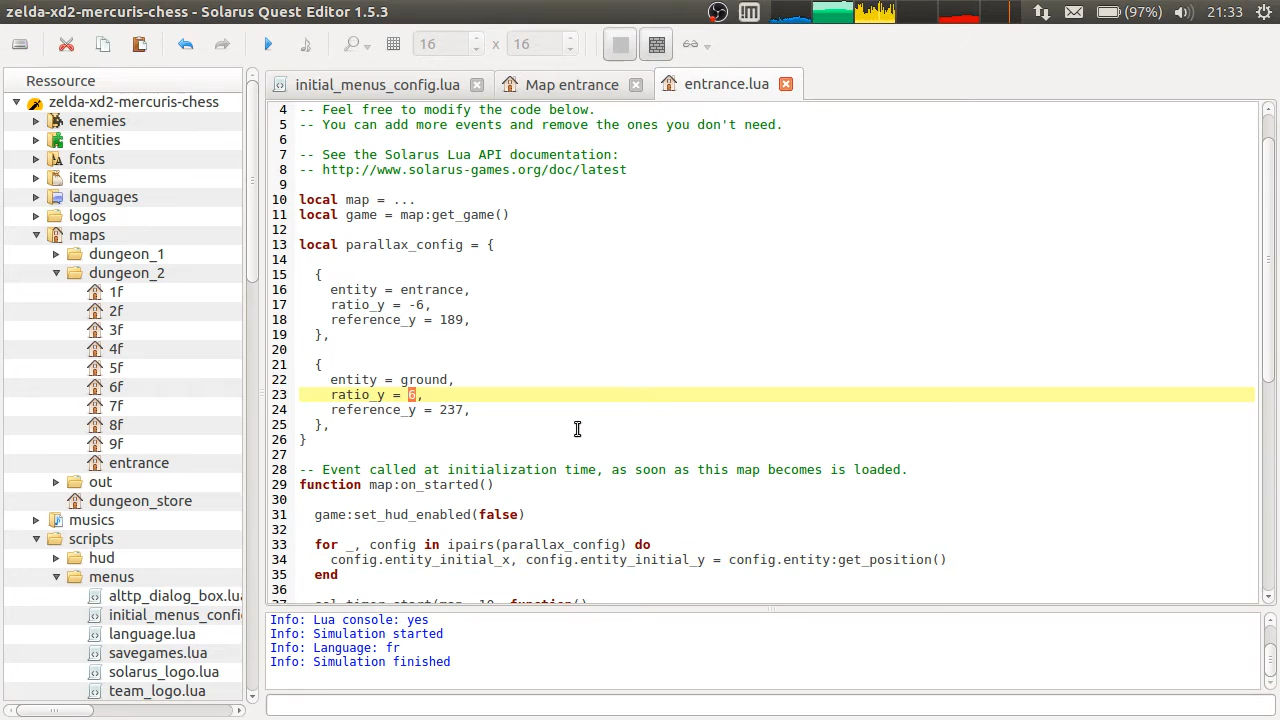 zelda-xd2-mercuris-chess - Solarus Quest Editor 1.5.3
(97%)
21:33
16 x 16
Ressource
zelda-xd2-mercuris-chess
enemies
entities
fonts
items
languages
logos
maps
dungeon_1
dungeon_2
1f
2f
3f
4f
5f
6f
7f
8f
9f
entrance
out
dungeon_store
musics
scripts
hud
menus
alttp_dialog_box.lua
initial_menus_confi
language.lua
savegames.lua
solarus_logo.lua
team_logo.lua
initial_menus_config.lua
Map entrance
entrance.lua
4 -- Feel free to modify the code below.
5 -- You can add more events and remove the ones you don't need.
6
7 -- See the Solarus Lua API documentation:
8 -- http://www.solarus-games.org/doc/latest
9
10 local map = ...
11 local game = map:get_game()
12
13 local parallax_config = {
14
15 {
16 entity = entrance,
17 ratio_y = -6,
18 reference_y = 189,
19 },
20
21 {
22 entity = ground,
23 ratio_y = 6,
24 reference_y = 237,
25 },
26 }
27
28 -- Event called at initialization time, as soon as this map becomes is loaded.
29 function map:on_started()
30
31 game:set_hud_enabled(false)
32
33 for _, config in ipairs(parallax_config) do
34 config.entity_initial_x, config.entity_initial_y = config.entity:get_position()
35 end
36
37 sol.timer.start(map, 10, function()
Info: Lua console: yes
Info: Simulation started
Info: Language: fr
Info: Simulation finished